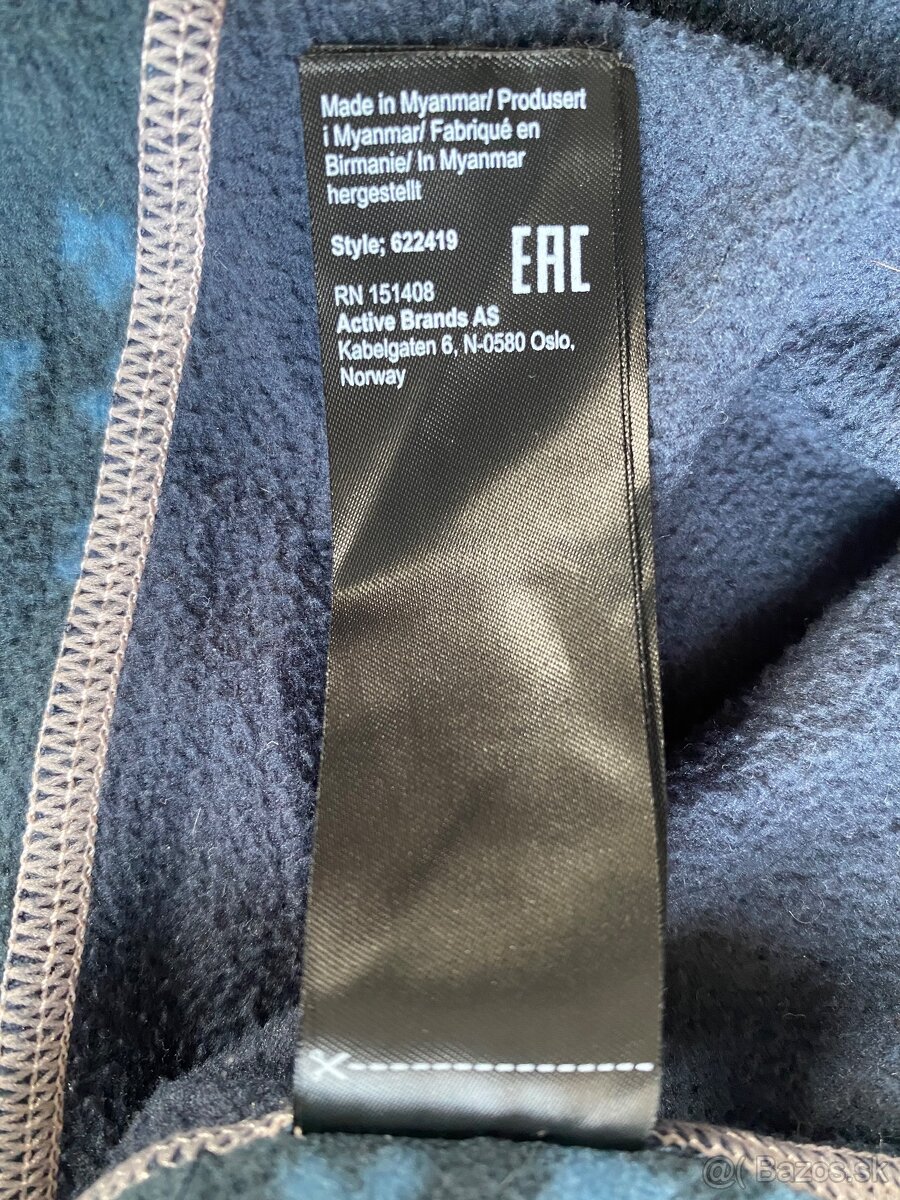 Made in Myanmar/ Produsert
i Myanmar/ Fabriqué en
Birmanie/ In Myanmar
hergestellt
Style; 622419
EAC
RN 151408
Active Brands AS
Kabelgaten 6, N-0580 Oslo,
Norway
@( Bazos.sk